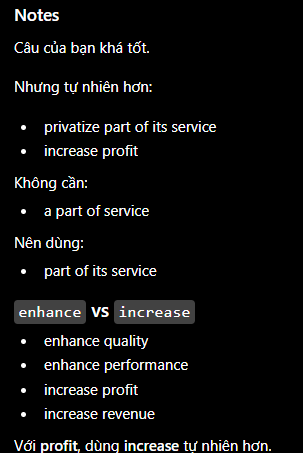 Notes
Câu của bạn khá tốt.
Nhưng tự nhiên hơn:
privatize part of its service
increase profit
Không cần:
a part of service
Nên dùng:
part of its service
enhance vs increase
enhance quality
enhance performance
increase profit
increase revenue
Với profit, dùng increase tự nhiên hơn.